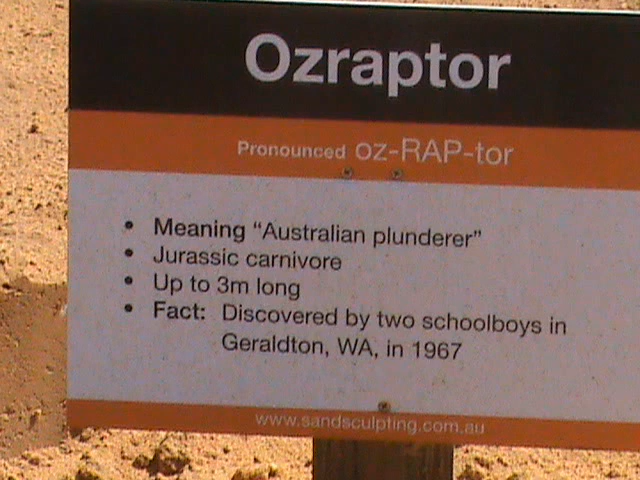 Ozraptor
Pronounced oz-RAP-tor
• Meaning “Australian plunderer”
• Jurassic carnivore
• Up to 3m long
• Fact: Discovered by two schoolboys in
Geraldton, WA, in 1967
www.sandsculpting.com.au